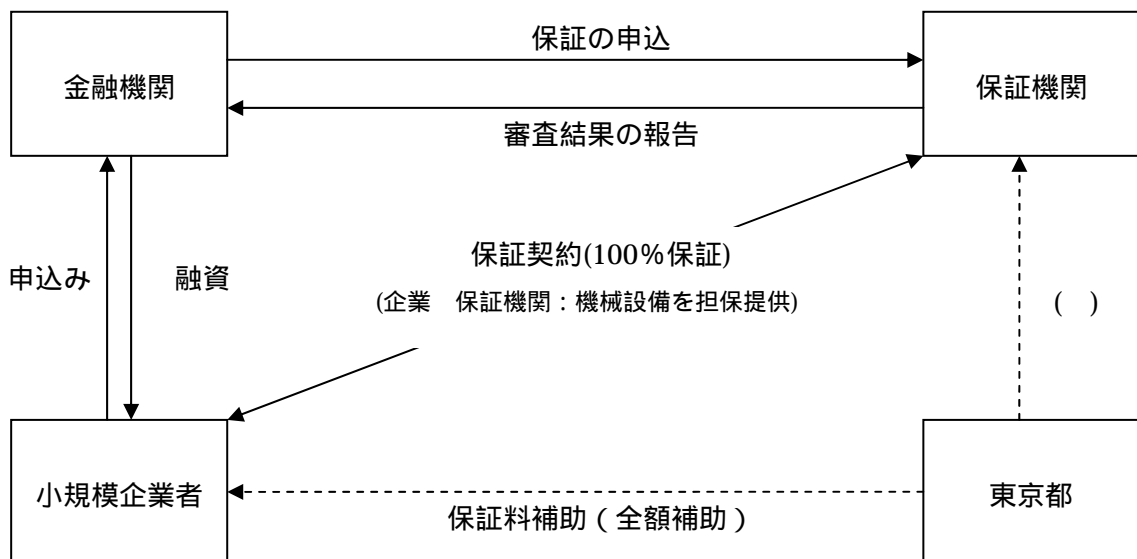 保証の申込
金融機関
保証機関
審査結果の報告
保証契約(100%保証)
申込み
融資
(企業　保証機関：機械設備を担保提供)
(　)
小規模企業者
東京都
保証料補助（全額補助）